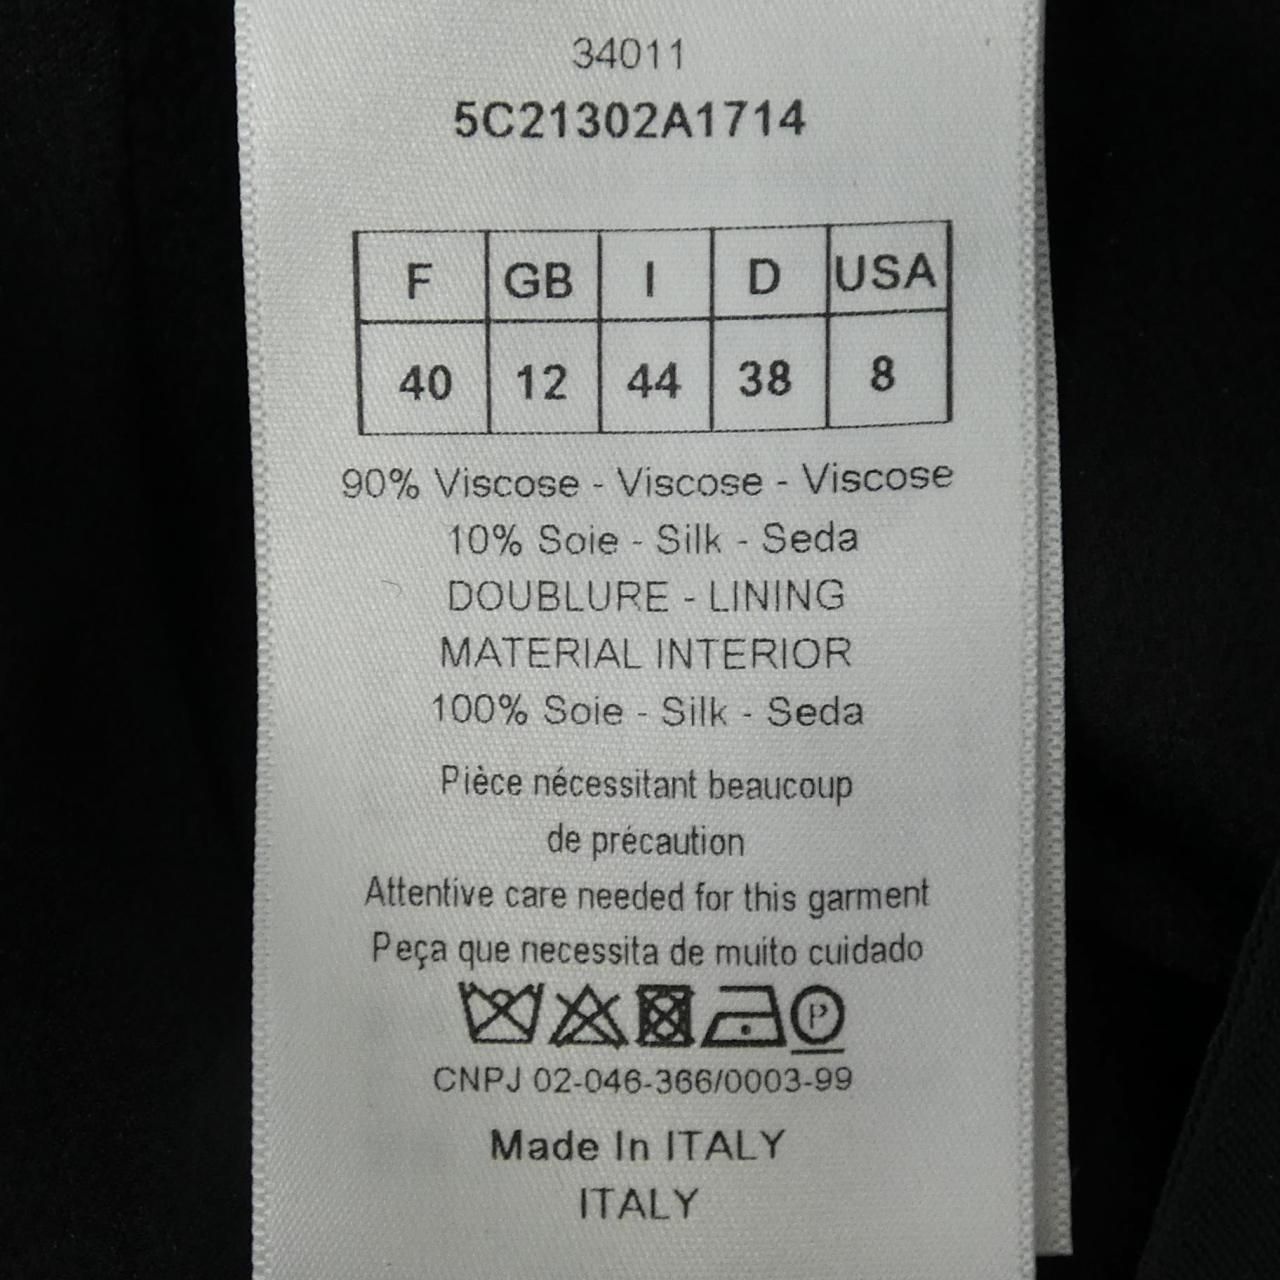 34011
5C21302A1714
F GB I D USA
40 12 44 38 8
90% Viscose - Viscose - Viscose
10% Soie - Silk - Seda
DOUBLURE - LINING
MATERIAL INTERIOR
100% Soie - Silk - Seda
Pièce nécessitant beaucoup
de précaution
Attentive care needed for this garment
Peça que necessita de muito cuidado
P
CNPJ 02-046-366/0003-99
Made In ITALY
ITALY